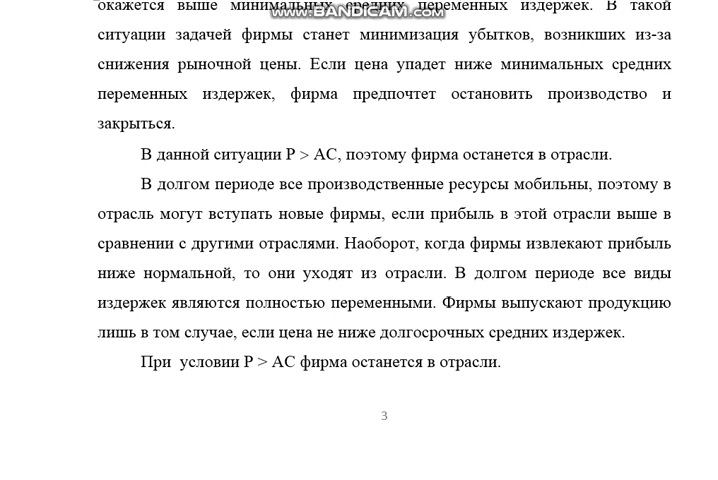 окажется выше минимальных средних переменных издержек. В такой
www.BANDICAM.com
ситуации задачей фирмы станет минимизация убытков, возникших из-за
снижения рыночной цены. Если цена упадет ниже минимальных средних
переменных издержек, фирма предпочтет остановить производство и
закрыться.
В данной ситуации P > AC, поэтому фирма останется в отрасли.
В долгом периоде все производственные ресурсы мобильны, поэтому в
отрасль могут вступать новые фирмы, если прибыль в этой отрасли выше в
сравнении с другими отраслями. Наоборот, когда фирмы извлекают прибыль
ниже нормальной, то они уходят из отрасли. В долгом периоде все виды
издержек являются полностью переменными. Фирмы выпускают продукцию
лишь в том случае, если цена не ниже долгосрочных средних издержек.
При  условии P > AC фирма останется в отрасли.
3